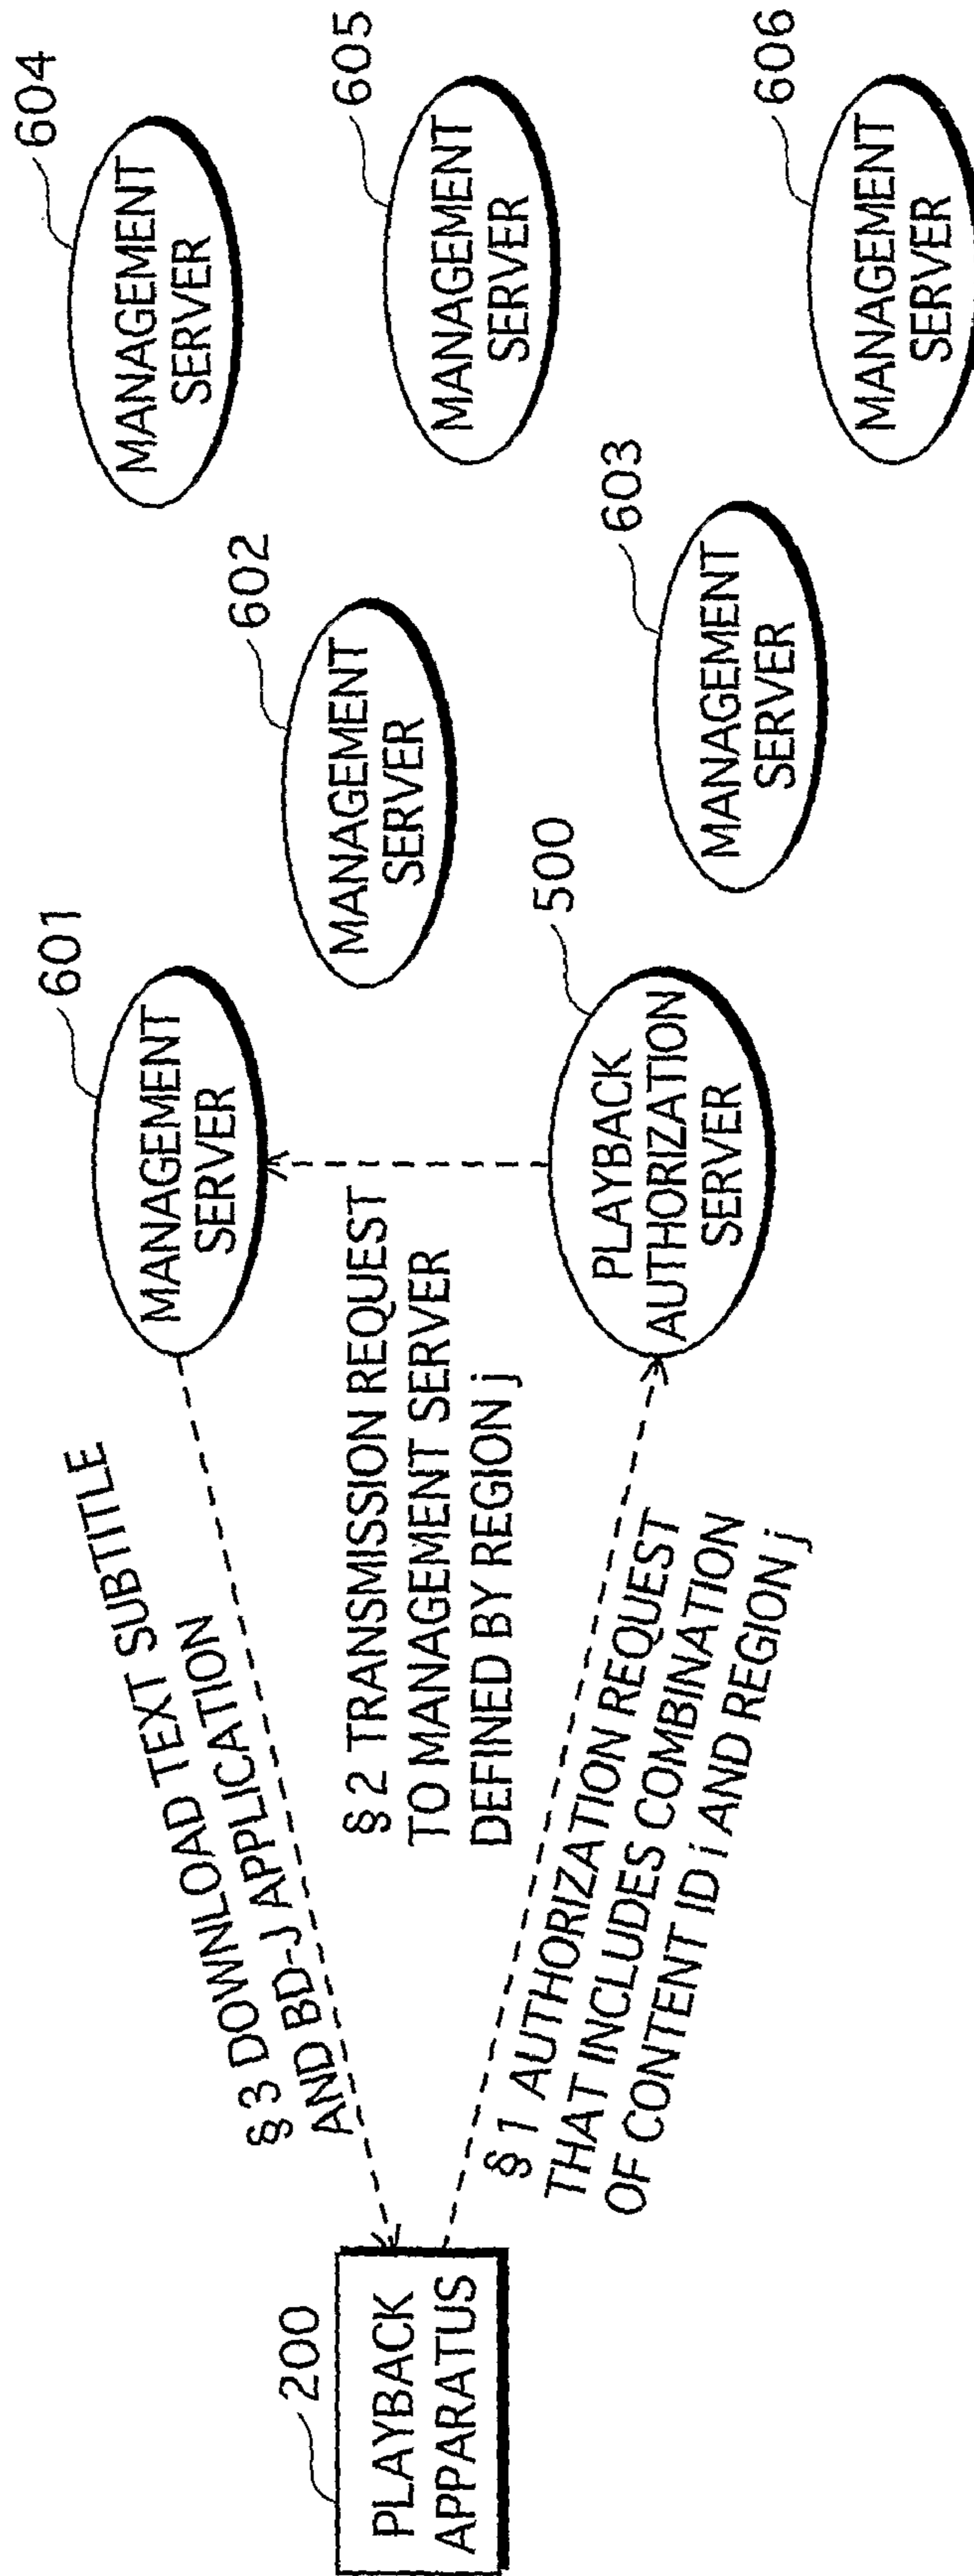 200
PLAYBACK
APPARATUS
§3 DOWNLOAD TEXT SUBTITLE
AND BD-J APPLICATION
§2 TRANSMISSION REQUEST
TO MANAGEMENT SERVER
DEFINED BY REGION j
§1 AUTHORIZATION REQUEST
THAT INCLUDES COMBINATION
OF CONTENT ID i AND REGION j
601
MANAGEMENT
SERVER
500
PLAYBACK
AUTHORIZATION
SERVER
602
MANAGEMENT
SERVER
603
MANAGEMENT
SERVER
604
MANAGEMENT
SERVER
605
MANAGEMENT
SERVER
606
MANAGEMENT
SERVER